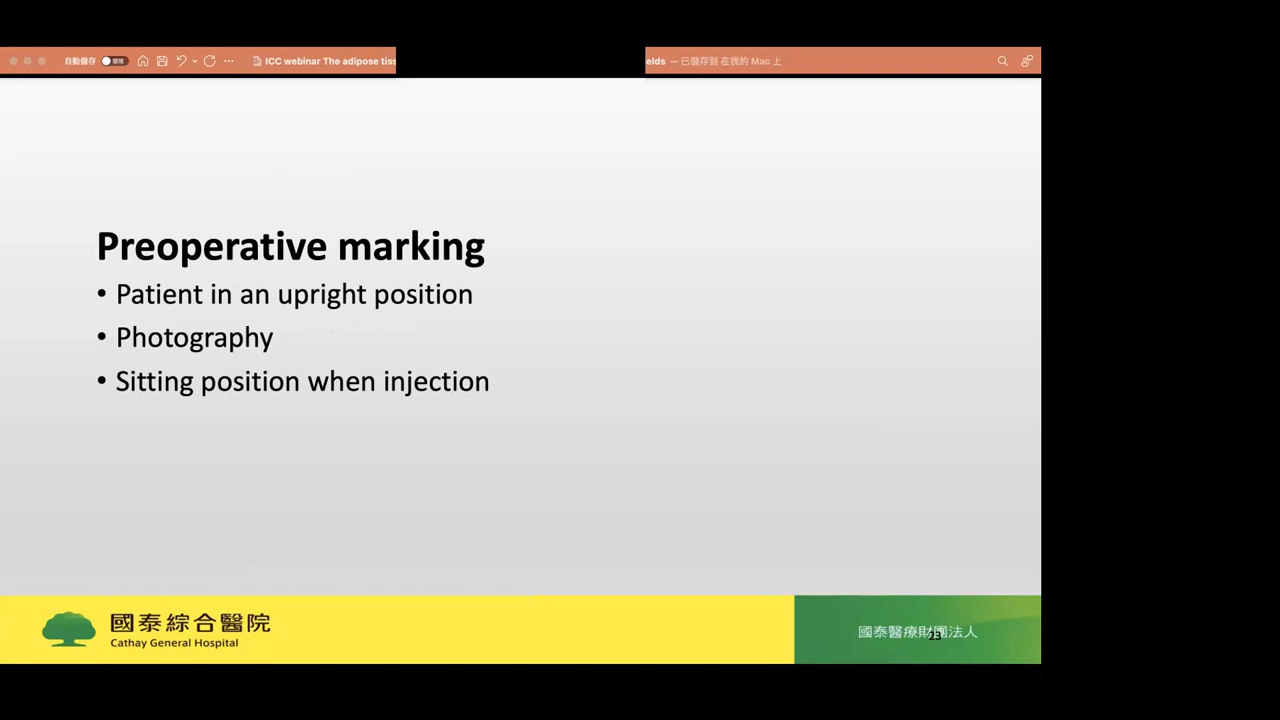 自動儲存
ICC webinar The adipose tiss
elds — 已儲存到 在我的 Mac 上
Preoperative marking
• Patient in an upright position
• Photography
• Sitting position when injection
國泰綜合醫院
Cathay General Hospital
國泰醫療財團法人
23